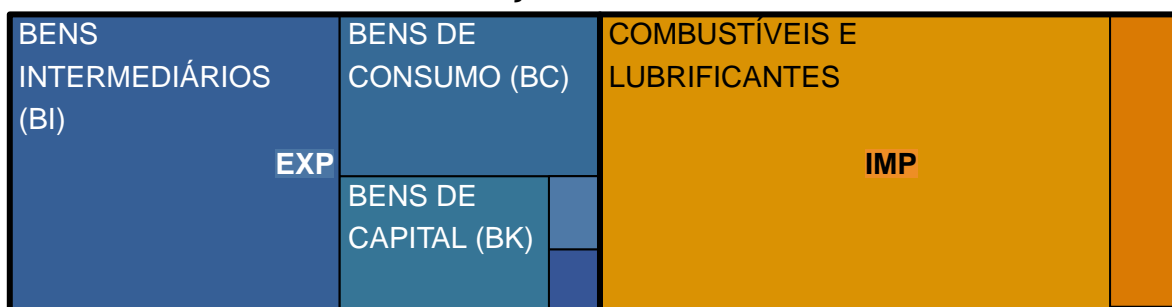 BENS
INTERMEDIÁRIOS
(BI)
EXP
BENS DE
CONSUMO (BC)
BENS DE
CAPITAL (BK)
COMBUSTÍVEIS E
LUBRIFICANTES
IMP